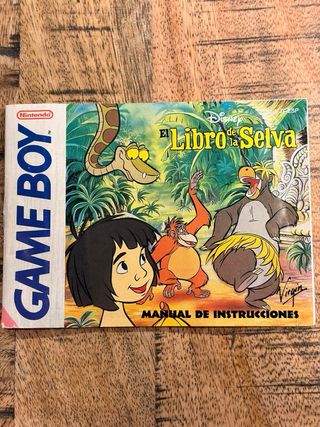 Nintendo
GAME BOY
Disney
El Libro de la Selva
Virgin
MANUAL DE INSTRUCCIONES